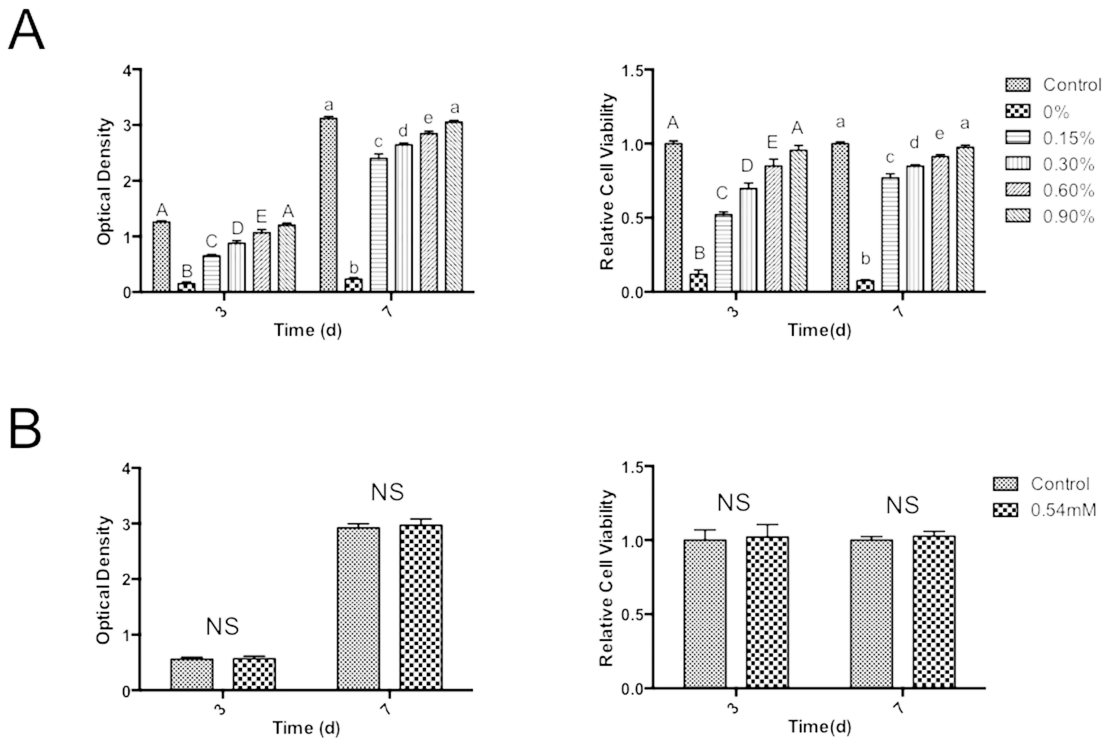 A
Optical Density
4
3
2
1
0
A
B
C
D
E
A
a
b
c
d
e
a
3
7
Time (d)
Relative Cell Viability
1.5
1.0
0.5
0.0
A
B
C
D
E
A
a
b
c
d
e
a
3
7
Time(d)
Control
0%
0.15%
0.30%
0.60%
0.90%
B
Optical Density
4
3
2
1
0
NS
NS
3
7
Time (d)
Relative Cell Viability
1.5
1.0
0.5
0.0
NS
NS
3
7
Time(d)
Control
0.54mM